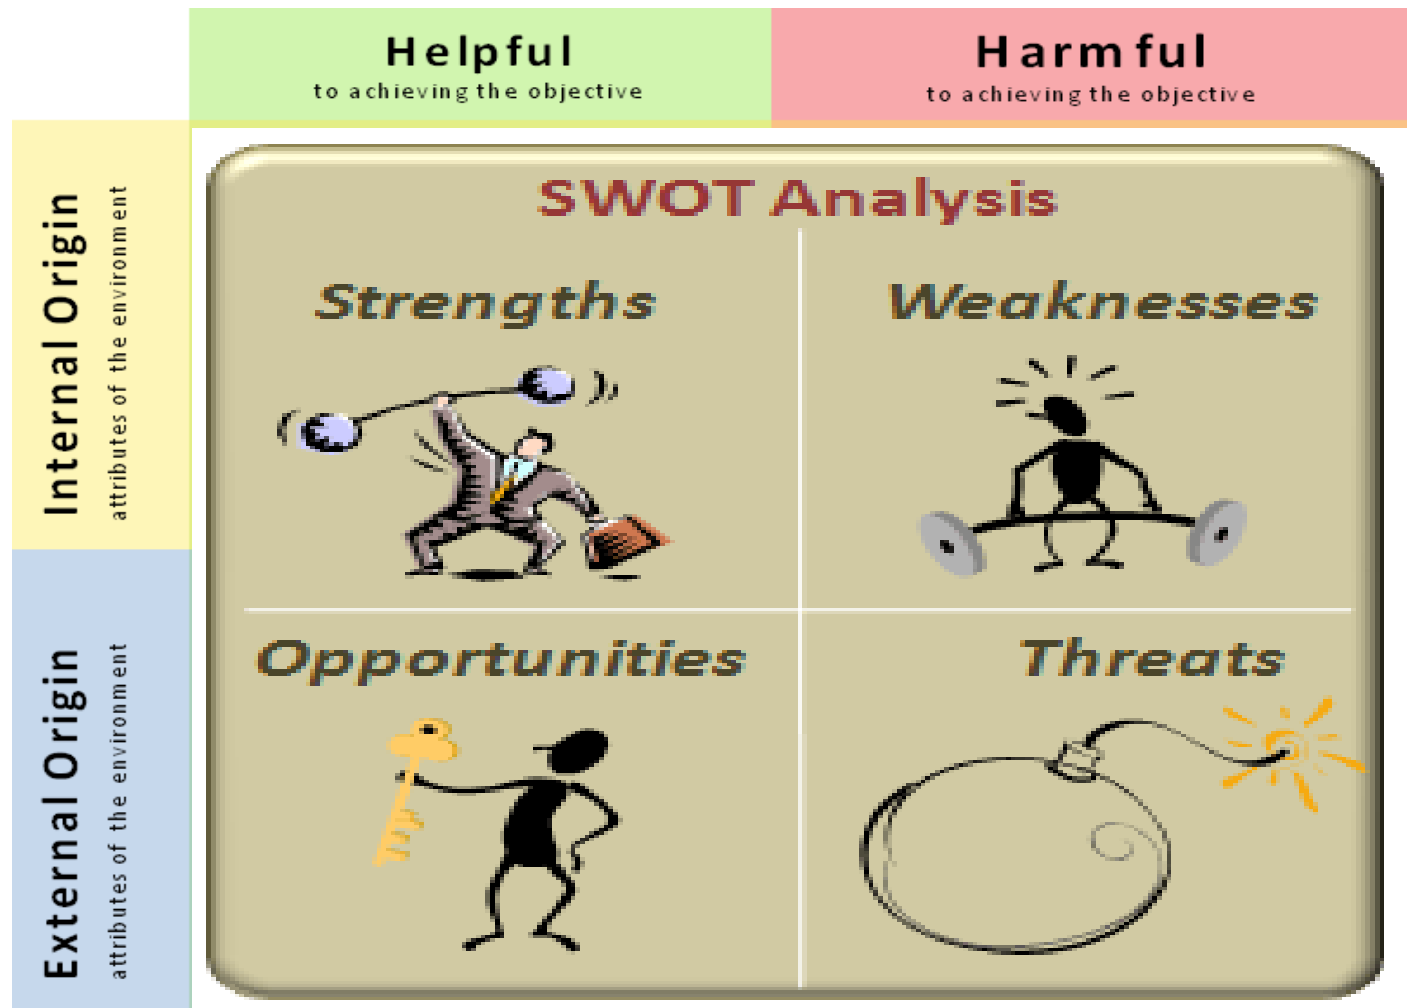 Helpful
to achieving the objective
Harmful
to achieving the objective
Internal Origin
attributes of the environment
External Origin
attributes of the environment
SWOT Analysis
Strengths
Weaknesses
Opportunities
Threats